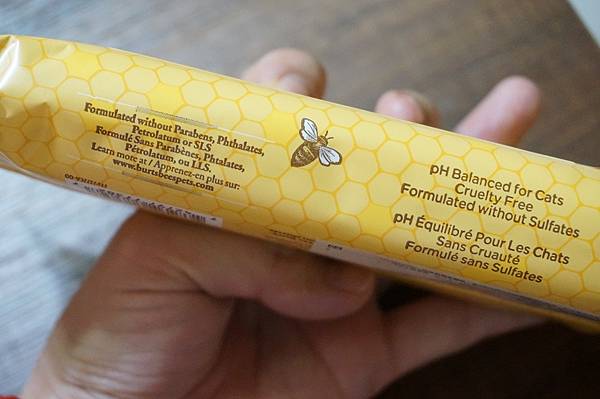 Formulated without Parabens, Phthalates,
Petrolatum or SLS.
Formulé Sans Parabènes, Phtalates,
Pétrolatum, ou LLS.
Learn more at / Apprenez-en plus sur:
www.burtsbeespets.com
pH Balanced for Cats
Cruelty Free
Formulated without Sulfates
pH Équilibré Pour Les Chats
Sans Cruauté
Formulé sans Sulfates